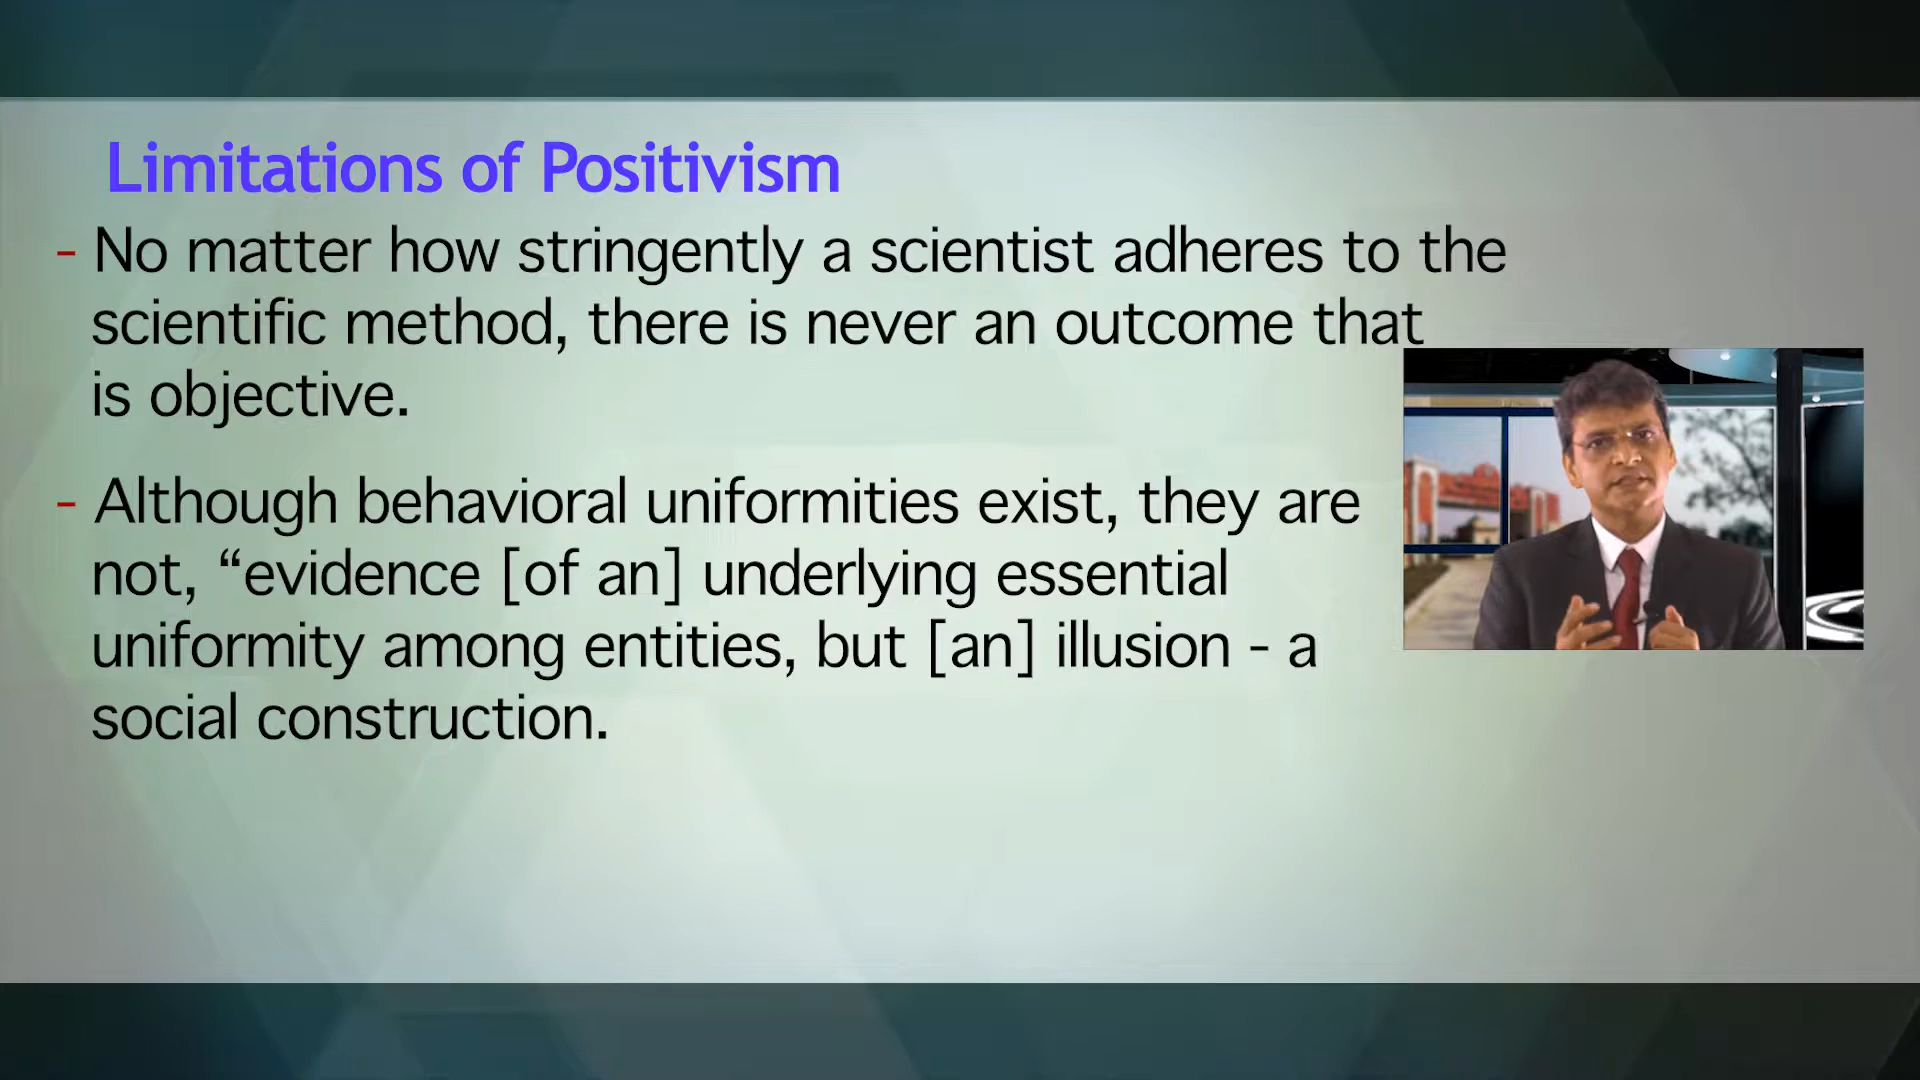 Limitations of Positivism
- No matter how stringently a scientist adheres to the
scientific method, there is never an outcome that
is objective.
- Although behavioral uniformities exist, they are
not, “evidence [of an] underlying essential
uniformity among entities, but [an] illusion - a
social construction.